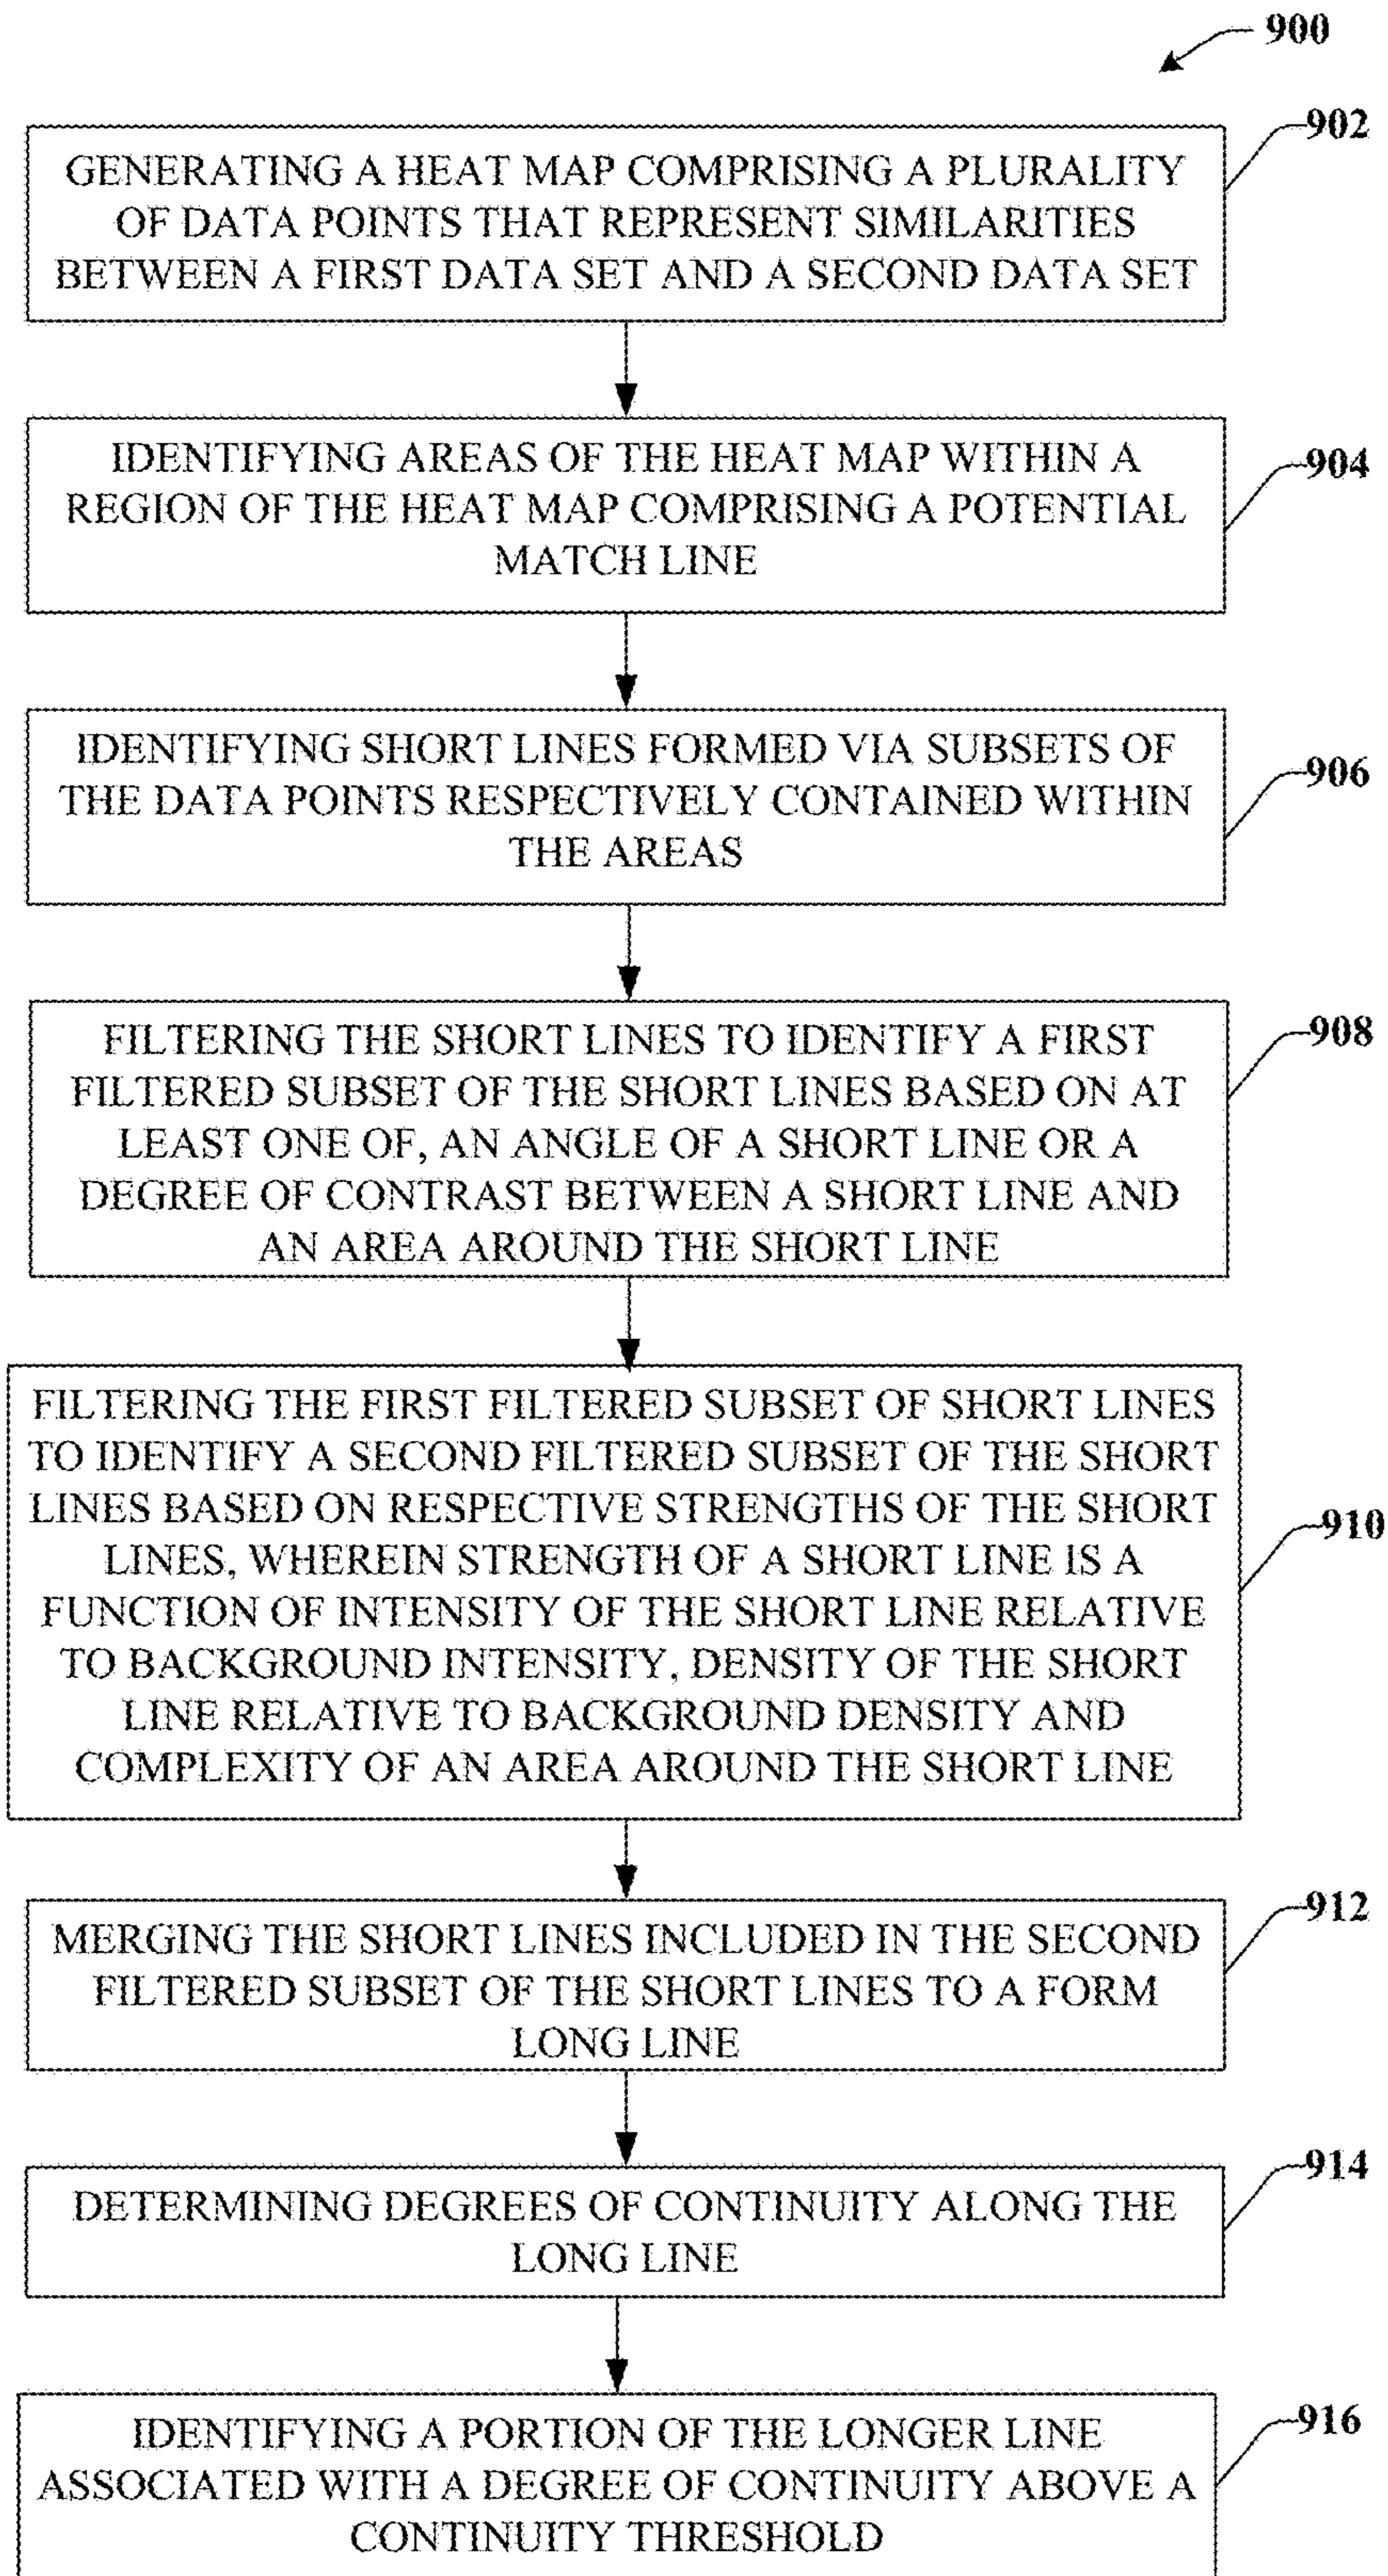 900
902
GENERATING A HEAT MAP COMPRISING A PLURALITY
OF DATA POINTS THAT REPRESENT SIMILARITIES
BETWEEN A FIRST DATA SET AND A SECOND DATA SET
904
IDENTIFYING AREAS OF THE HEAT MAP WITHIN A
REGION OF THE HEAT MAP COMPRISING A POTENTIAL
MATCH LINE
906
IDENTIFYING SHORT LINES FORMED VIA SUBSETS OF
THE DATA POINTS RESPECTIVELY CONTAINED WITHIN
THE AREAS
908
FILTERING THE SHORT LINES TO IDENTIFY A FIRST
FILTERED SUBSET OF THE SHORT LINES BASED ON AT
LEAST ONE OF, AN ANGLE OF A SHORT LINE OR A
DEGREE OF CONTRAST BETWEEN A SHORT LINE AND
AN AREA AROUND THE SHORT LINE
910
FILTERING THE FIRST FILTERED SUBSET OF SHORT LINES
TO IDENTIFY A SECOND FILTERED SUBSET OF THE SHORT
LINES BASED ON RESPECTIVE STRENGTHS OF THE SHORT
LINES, WHEREIN STRENGTH OF A SHORT LINE IS A
FUNCTION OF INTENSITY OF THE SHORT LINE RELATIVE
TO BACKGROUND INTENSITY, DENSITY OF THE SHORT
LINE RELATIVE TO BACKGROUND DENSITY AND
COMPLEXITY OF AN AREA AROUND THE SHORT LINE
912
MERGING THE SHORT LINES INCLUDED IN THE SECOND
FILTERED SUBSET OF THE SHORT LINES TO A FORM
LONG LINE
914
DETERMINING DEGREES OF CONTINUITY ALONG THE
LONG LINE
916
IDENTIFYING A PORTION OF THE LONGER LINE
ASSOCIATED WITH A DEGREE OF CONTINUITY ABOVE A
CONTINUITY THRESHOLD